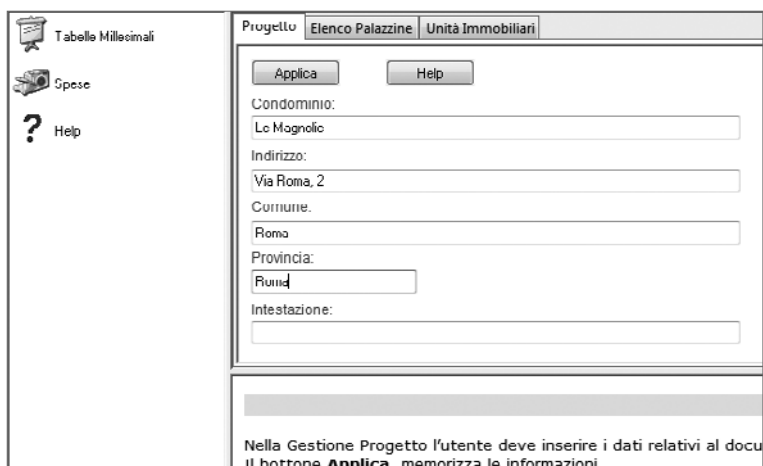 Tabelle Millesimali
Spese
Help
Progetto Elenco Palazzine Unità Immobiliari
Applica Help
Condominio:
Le Magnolie
Indirizzo:
Via Roma, 2
Comune:
Roma
Provincia:
Roma
Intestazione:
Nella Gestione Progetto l'utente deve inserire i dati relativi al docu
Il bottone Applica, memorizza le informazioni